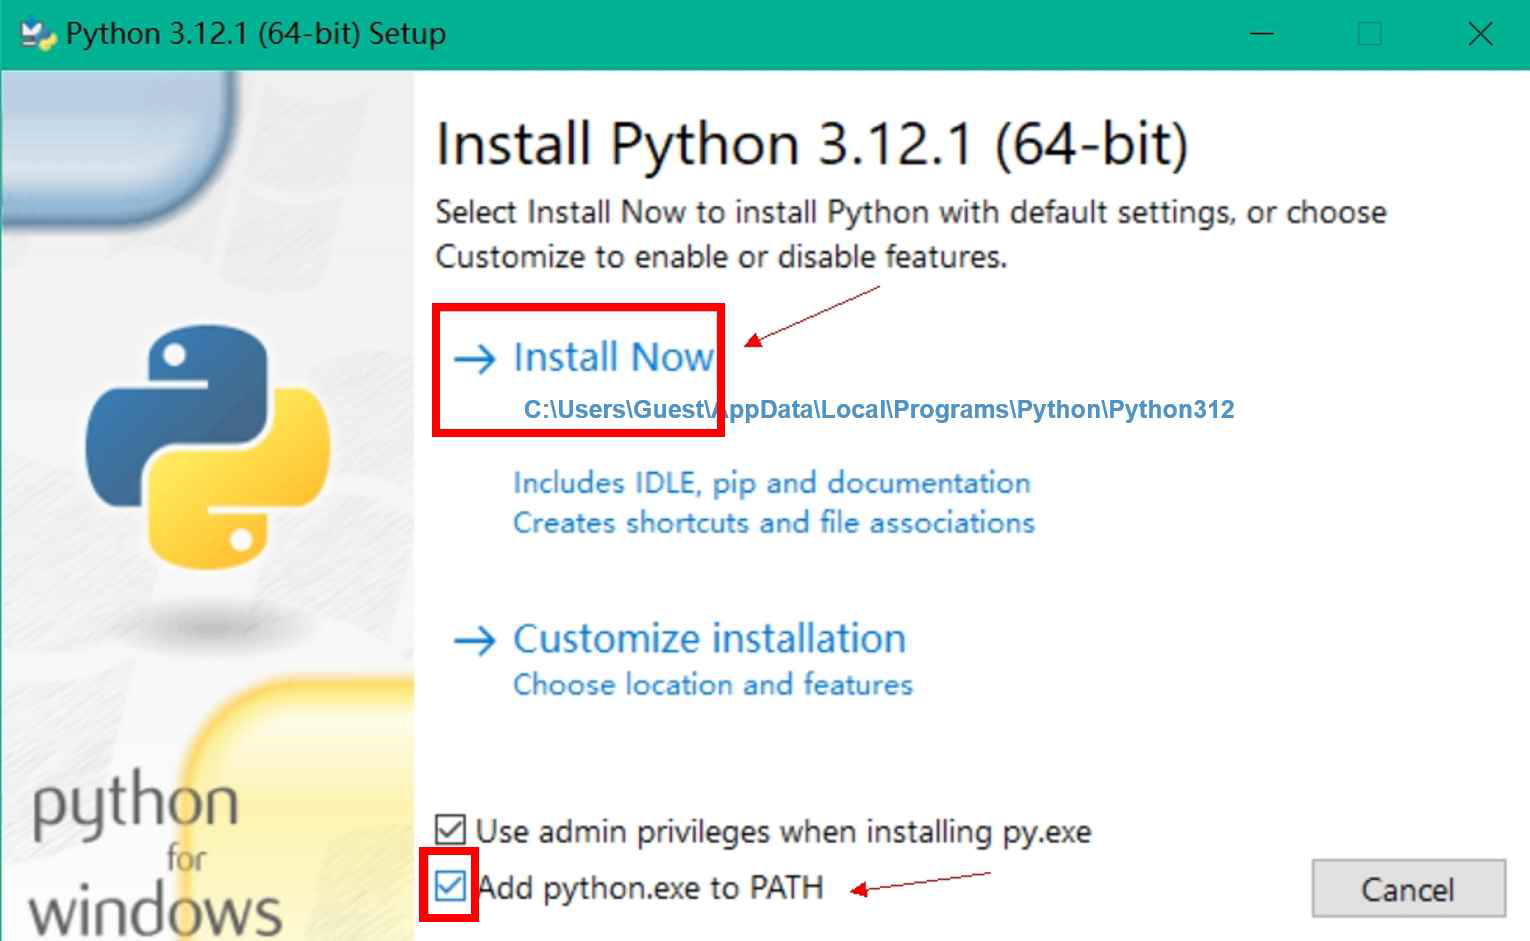 Python 3.12.1 (64-bit) Setup
Install Python 3.12.1 (64-bit)
Select Install Now to install Python with default settings, or choose
Customize to enable or disable features.
Install Now
C:\Users\Guest\AppData\Local\Programs\Python\Python312
Includes IDLE, pip and documentation
Creates shortcuts and file associations
Customize installation
Choose location and features
python
for
windows
Use admin privileges when installing py.exe
Add python.exe to PATH
Cancel